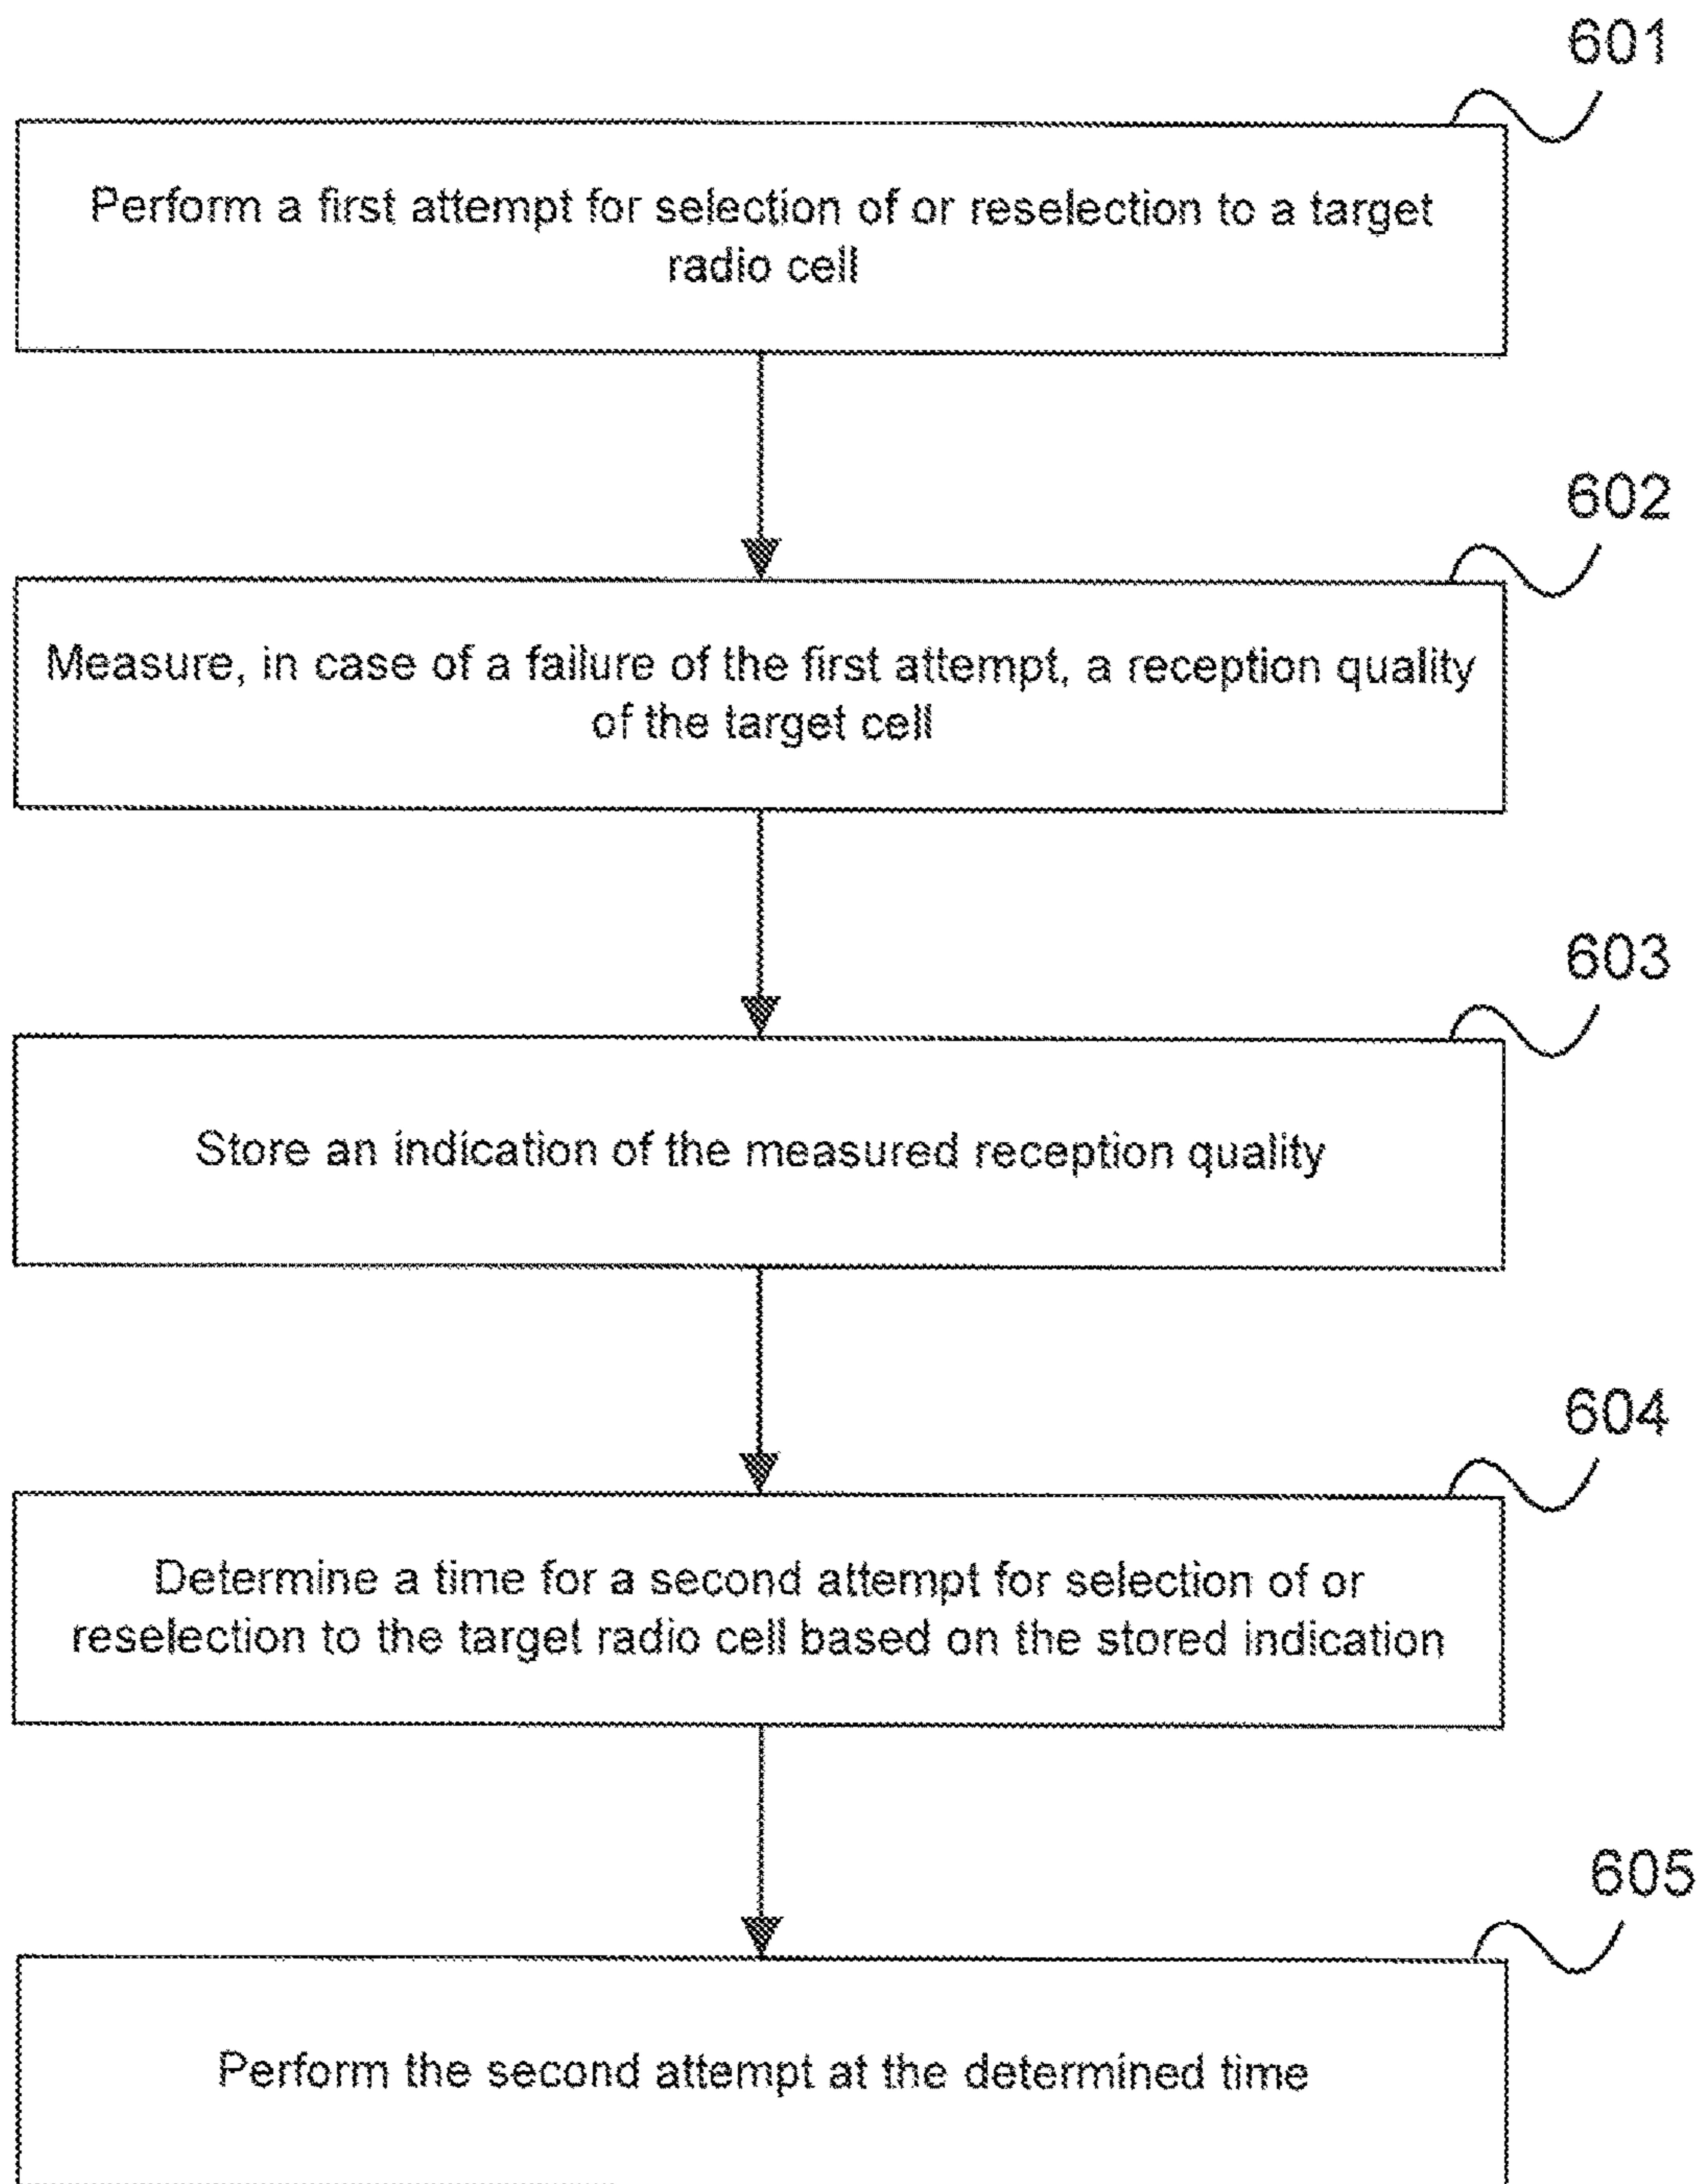 601
Perform a first attempt for selection of or reselection to a target
radio cell
602
Measure, in case of a failure of the first attempt, a reception quality
of the target cell
603
Store an indication of the measured reception quality
604
Determine a time for a second attempt for selection of or
reselection to the target radio cell based on the stored indication
605
Perform the second attempt at the determined time